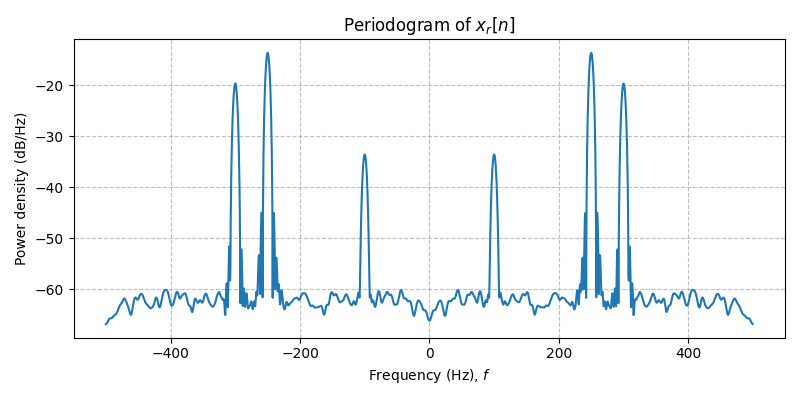 Periodogram of $x_r[n]$
Power density (dB/Hz)
−20
−30
−40
−50
−60
−400 −200 0 200 400
Frequency (Hz), $f$